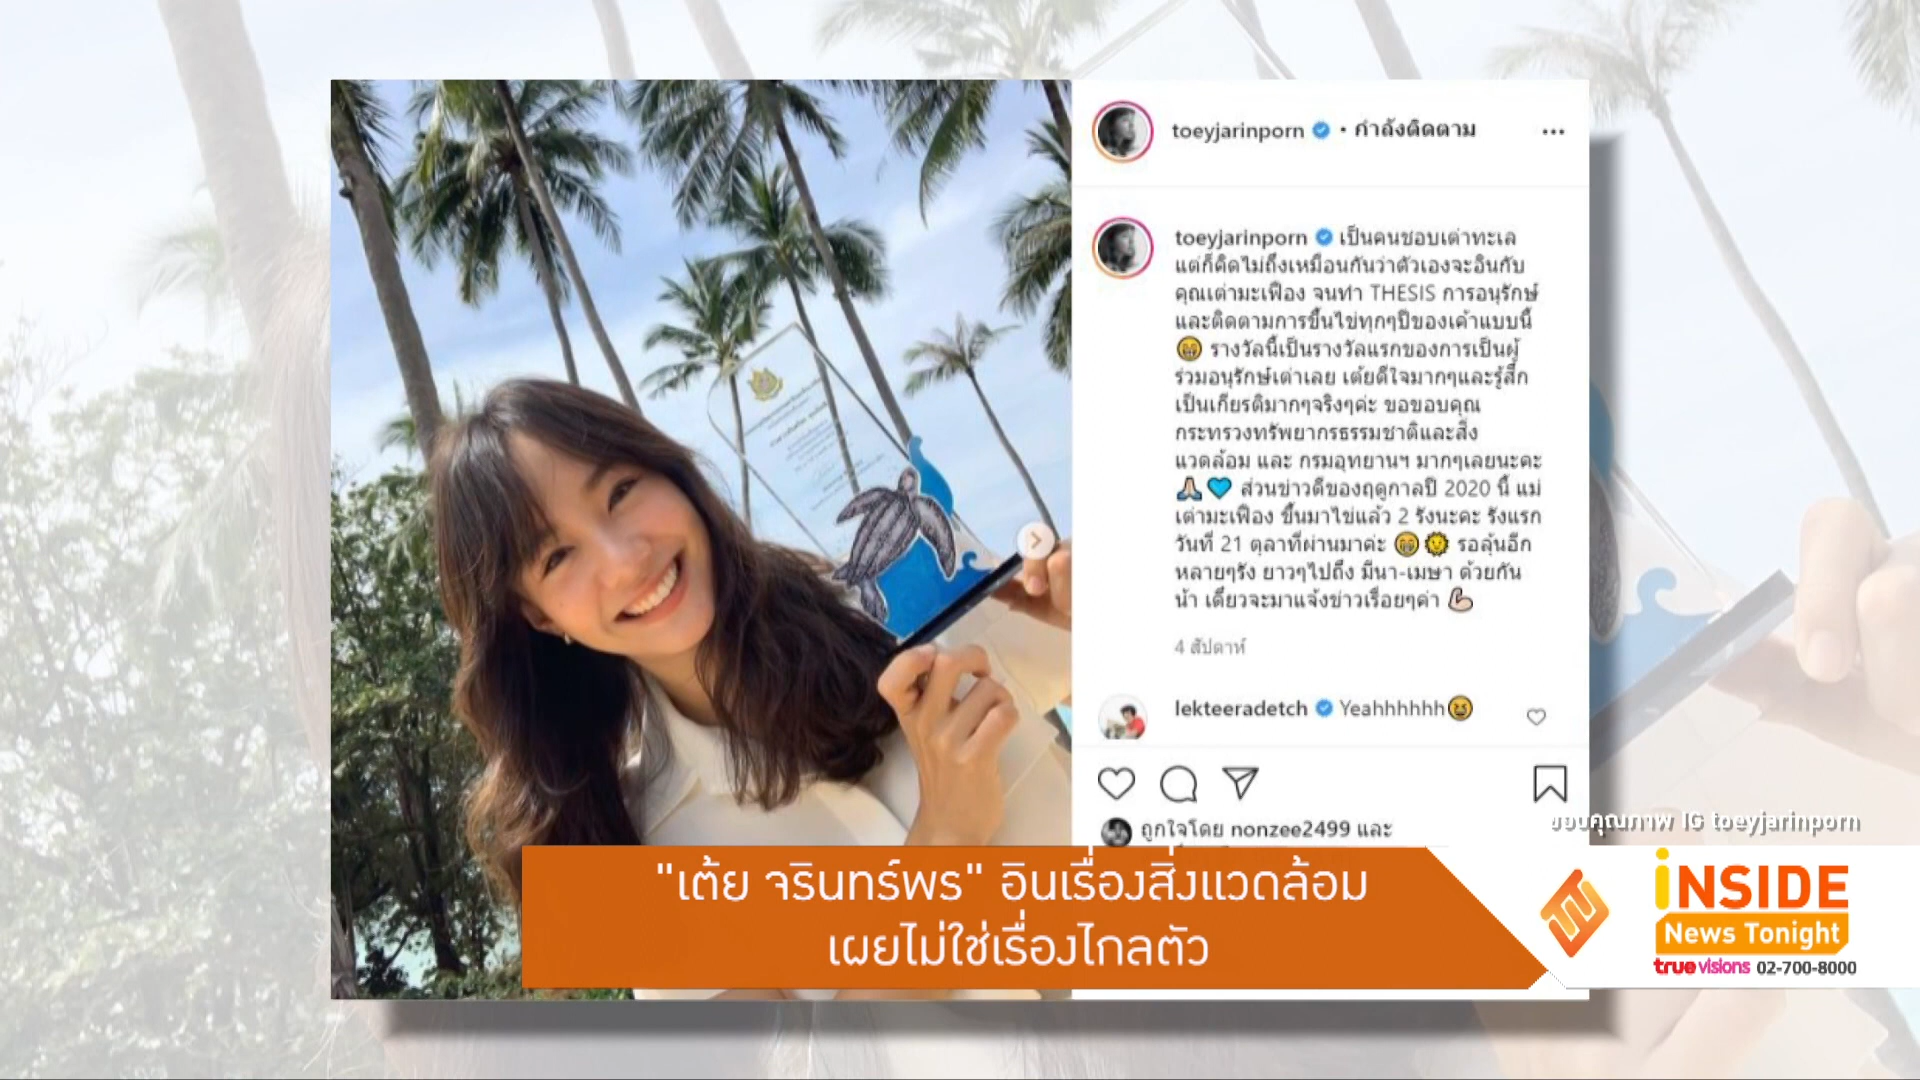 toeyjarinporn • กำลังติดตาม
toeyjarinporn เป็นคนชอบเต่าทะเล
แต่ก็คิดไม่ถึงเหมือนกันว่าตัวเองจะอินกับ
คุณเต่ามะเฟือง จนทำ THESIS การอนุรักษ์
และติดตามการขึ้นไข่ทุกๆปีของเค้าแบบนี้
😁 รางวัลนี้เป็นรางวัลแรกของการเป็นผู้
ร่วมอนุรักษ์เต่าเลย เต้ยดีใจมากๆและรู้สึก
เป็นเกียรติมากๆจริงๆค่ะ ขอขอบคุณ
กระทรวงทรัพยากรธรรมชาติและสิ่ง
แวดล้อม และ กรมอุทยานฯ มากๆเลยนะคะ
🙏🏻💙 ส่วนข่าวดีของฤดูกาลปี 2020 นี้ แม่
เต่ามะเฟือง ขึ้นมาไข่แล้ว 2 รังนะคะ รังแรก
วันที่ 21 ตุลาที่ผ่านมาค่ะ 😁🌞 รอลุ้นอีก
หลายๆรัง ยาวๆไปถึง มีนา-เมษา ด้วยกัน
น้า เดี๋ยวจะมาแจ้งข่าวเรื่อยๆค่า 💪🏻
4 สัปดาห์
lekteeradetch Yeahhhhhh😆
ถูกใจโดย nonzee2499 และ
ขอบคุณภาพ IG toeyjarinporn
"เต้ย จรินทร์พร" อินเรื่องสิ่งแวดล้อม
เผยไม่ใช่เรื่องไกลตัว
iNSIDE
News Tonight
truevisions 02-700-8000